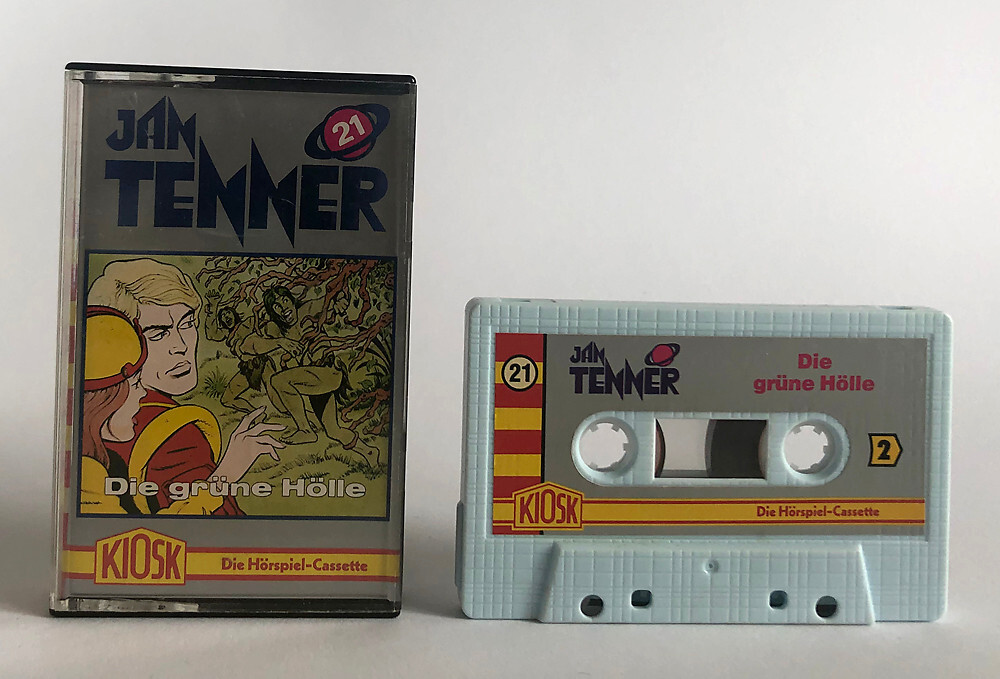 JAN
TENNER
21
Die grüne Hölle
KIOSK
Die Hörspiel-Cassette
21
JAN
TENNER
Die
grüne Hölle
2
KIOSK
Die Hörspiel-Cassette